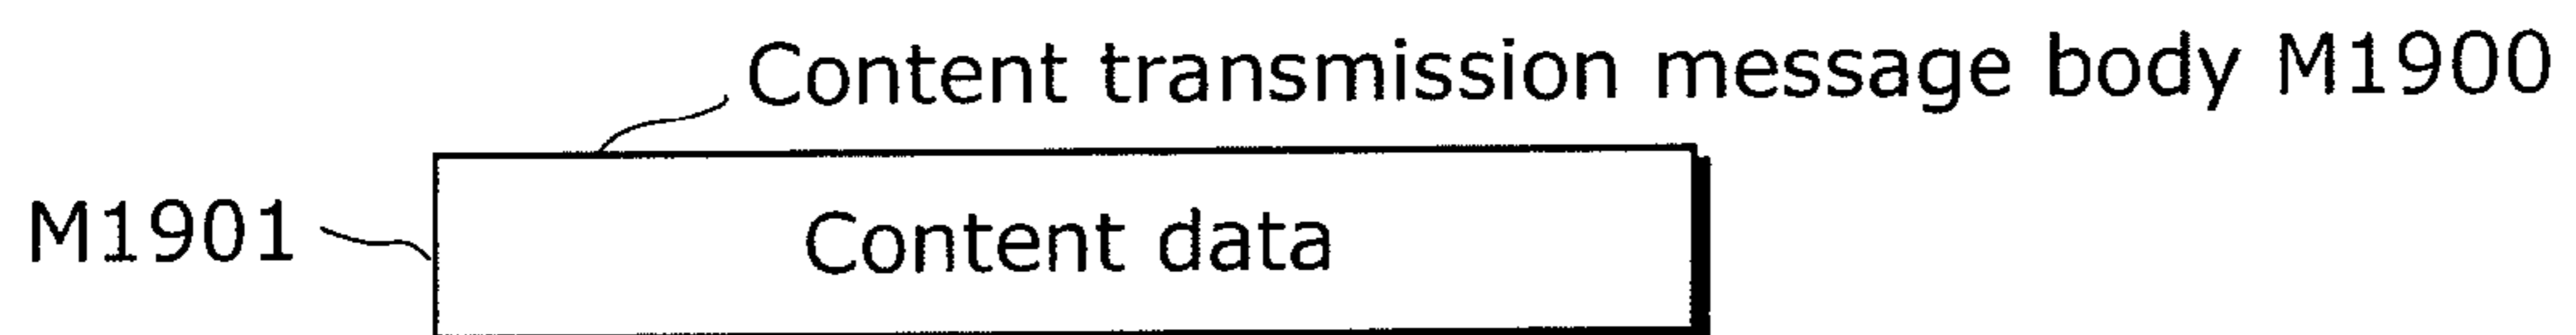 Content transmission message body M1900
M1901
Content data